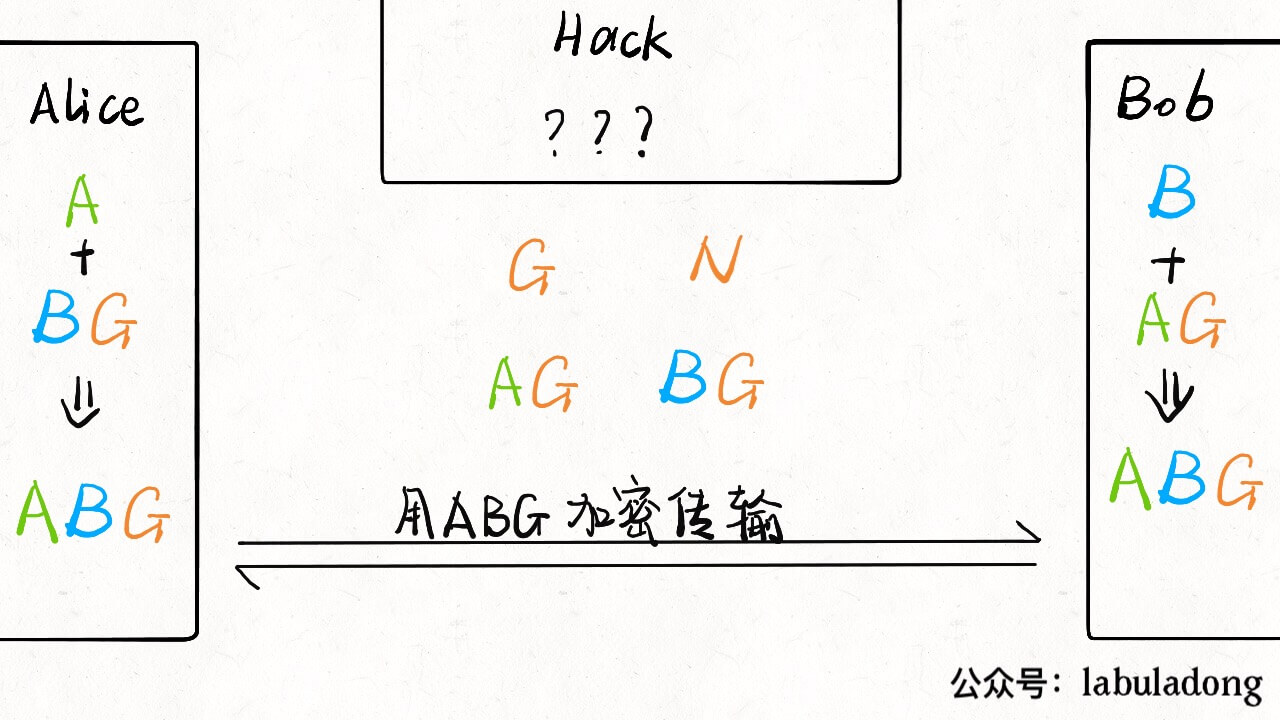 Hack
? ? ?
Alice
A
+
BG
⇓
ABG
G N
AG BG
用ABG加密传输
Bob
B
+
AG
⇓
ABG
公众号：labuladong